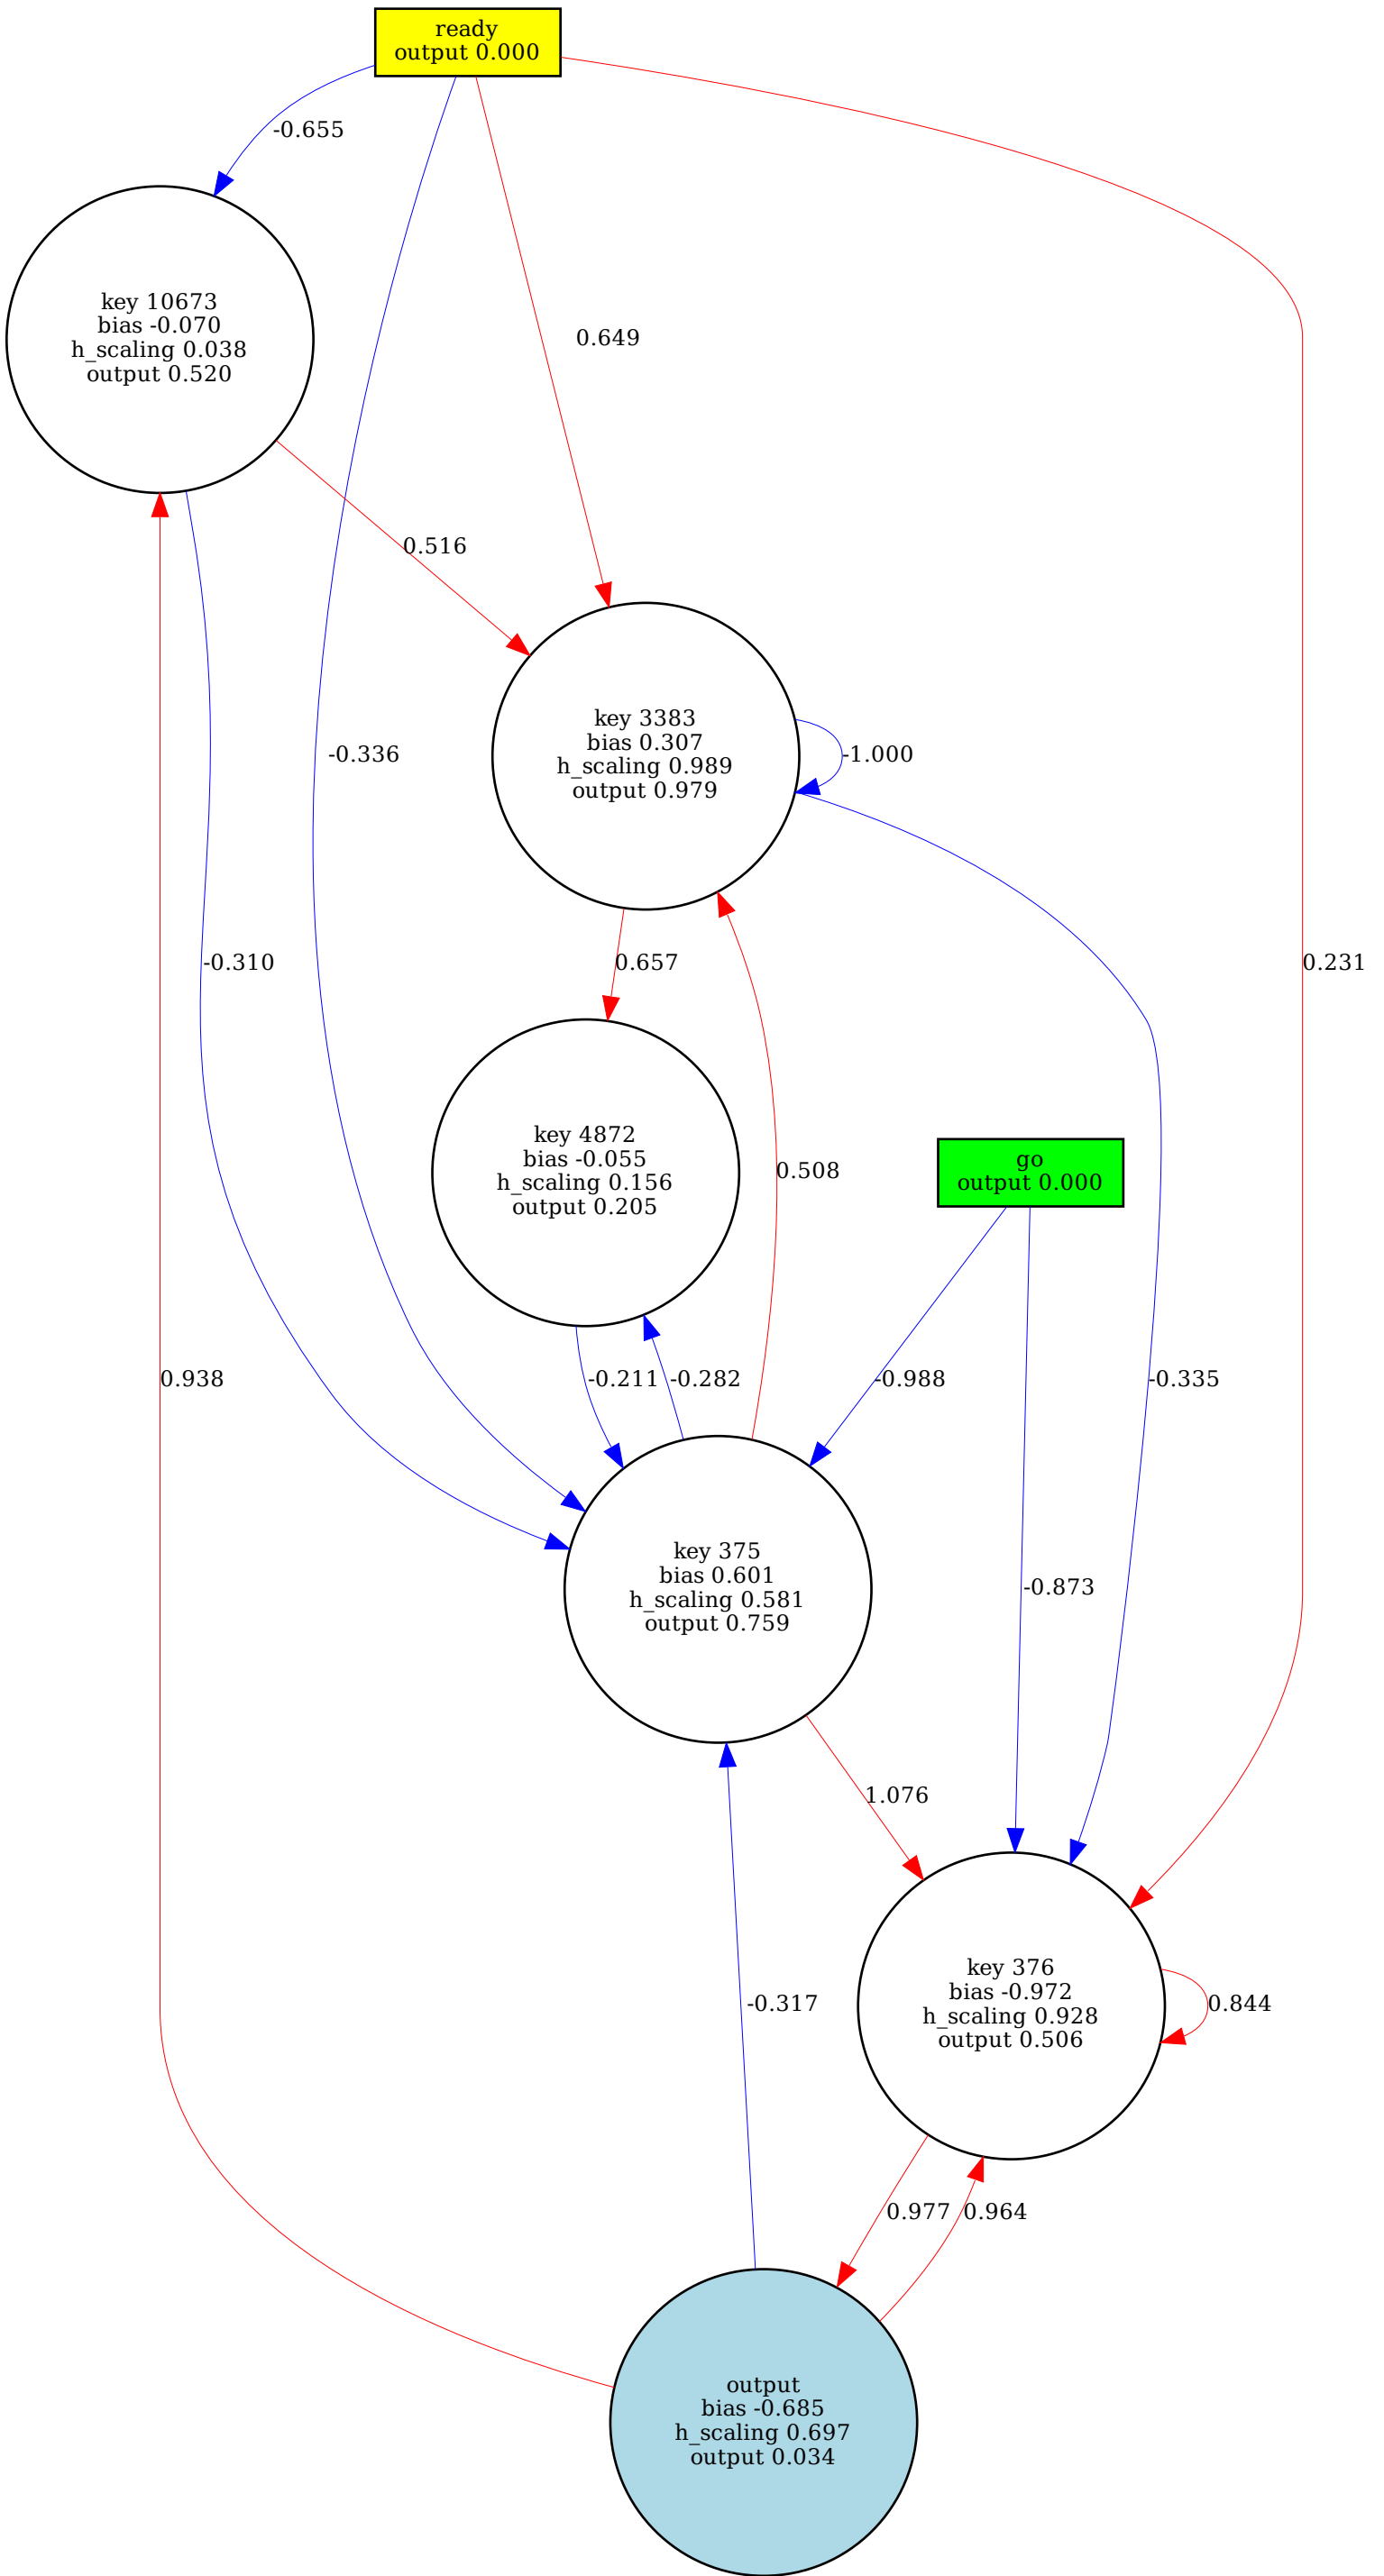 ready
output 0.000
-0.655
key 10673
bias -0.070
h_scaling 0.038
output 0.520
0.649
0.516
key 3383
bias 0.307
h_scaling 0.989
output 0.979
-0.336
-1.000
-0.310
0.657
0.231
key 4872
bias -0.055
h_scaling 0.156
output 0.205
0.508
go
output 0.000
0.938
-0.211
-0.282
-0.988
-0.335
key 375
bias 0.601
h_scaling 0.581
output 0.759
-0.873
1.076
key 376
bias -0.972
h_scaling 0.928
output 0.506
-0.317
0.844
0.977
0.964
output
bias -0.685
h_scaling 0.697
output 0.034